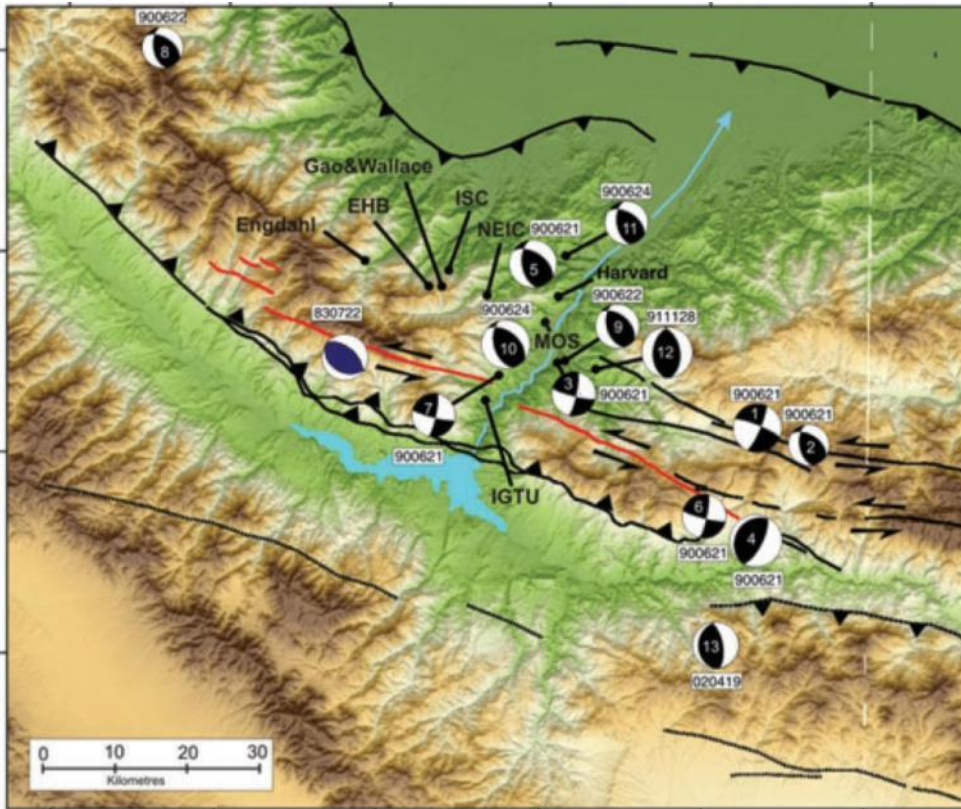 900622
8
Gao&Wallace
ISC
EHB
Engdahl
NEIC
900621
900624
11
5
Harvard
900624
900622
830722
911128
9
MOS
10
12
3
900621
900621
7
1
900621
2
900621
IGTU
6
4
900621
900621
13
020419
0 10 20 30
Kilometres